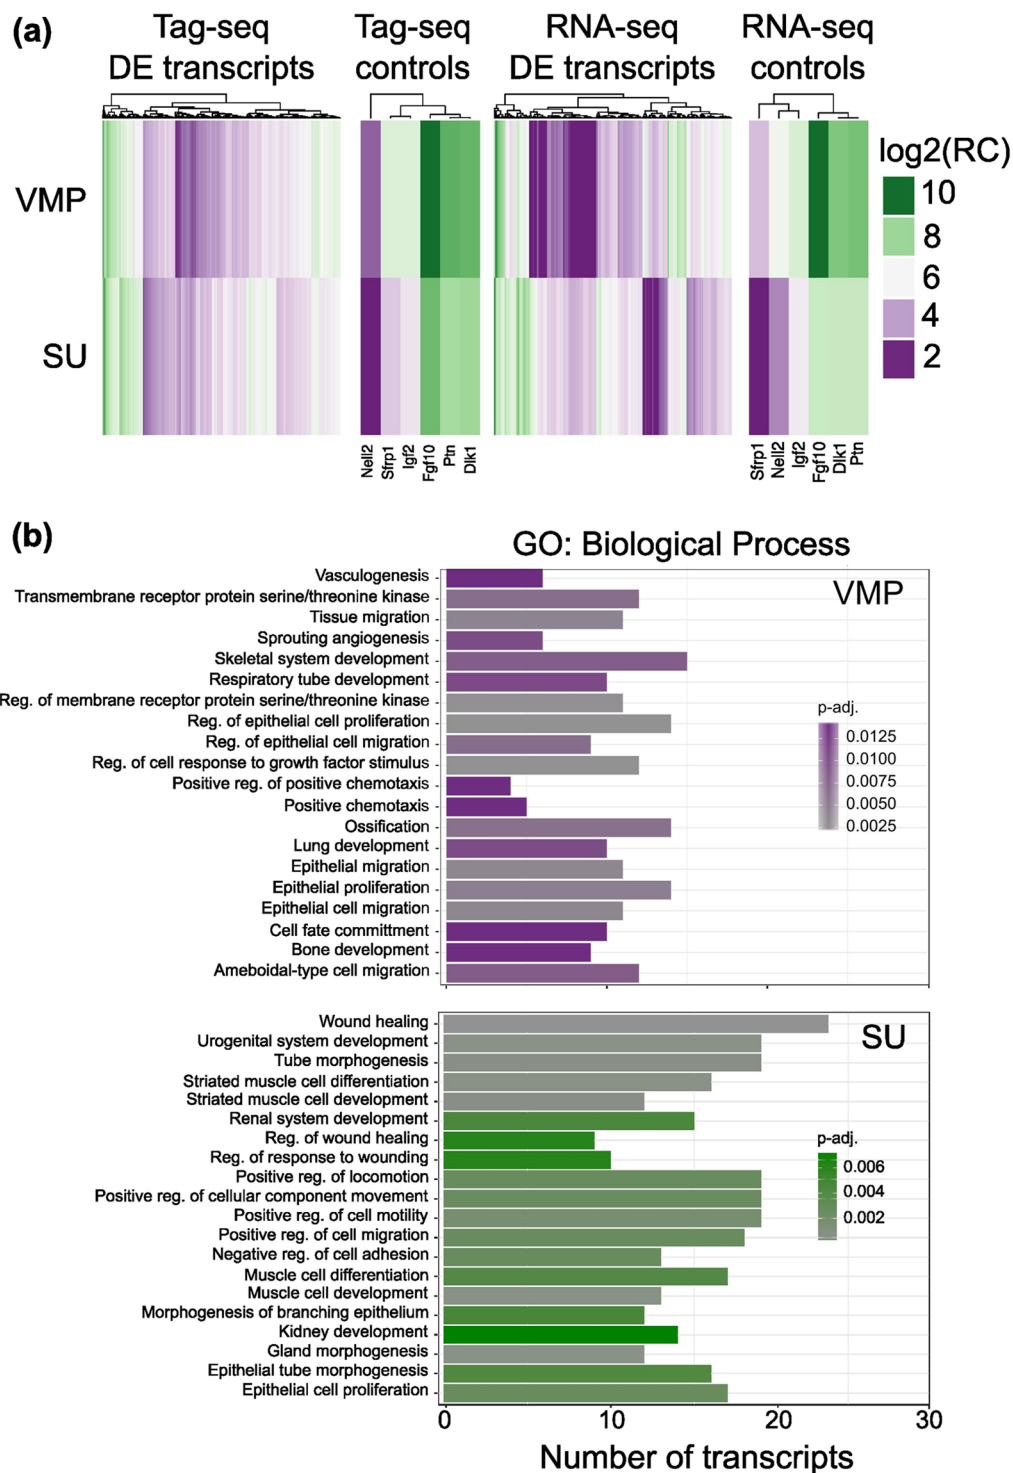 (a)
Tag-seq
DE transcripts
Tag-seq
controls
RNA-seq
DE transcripts
RNA-seq
controls
VMP
SU
log2(RC)
10
8
6
4
2
Nell2
Sfrp1
Igf2
Fgf10
Ptn
Dlk1
Sfrp1
Nell2
Igf2
Fgf10
Dlk1
Ptn
(b)
GO: Biological Process
VMP
Vasculogenesis
Transmembrane receptor protein serine/threonine kinase
Tissue migration
Sprouting angiogenesis
Skeletal system development
Respiratory tube development
Reg. of membrane receptor protein serine/threonine kinase
Reg. of epithelial cell proliferation
Reg. of epithelial cell migration
Reg. of cell response to growth factor stimulus
Positive reg. of positive chemotaxis
Positive chemotaxis
Ossification
Lung development
Epithelial migration
Epithelial proliferation
Epithelial cell migration
Cell fate committment
Bone development
Ameboidal-type cell migration
p-adj.
0.0125
0.0100
0.0075
0.0050
0.0025
SU
Wound healing
Urogenital system development
Tube morphogenesis
Striated muscle cell differentiation
Striated muscle cell development
Renal system development
Reg. of wound healing
Reg. of response to wounding
Positive reg. of locomotion
Positive reg. of cellular component movement
Positive reg. of cell motility
Positive reg. of cell migration
Negative reg. of cell adhesion
Muscle cell differentiation
Muscle cell development
Morphogenesis of branching epithelium
Kidney development
Gland morphogenesis
Epithelial tube morphogenesis
Epithelial cell proliferation
p-adj.
0.006
0.004
0.002
0 10 20 30
Number of transcripts